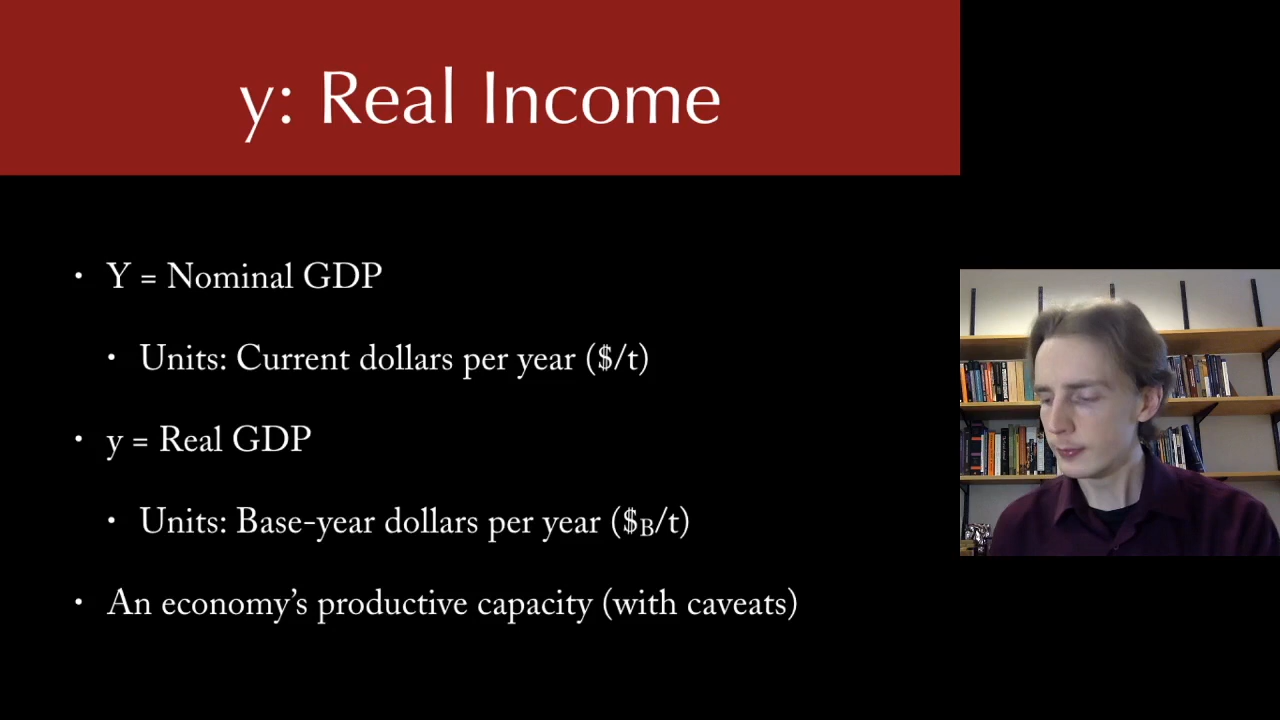 y: Real Income
• Y = Nominal GDP
• Units: Current dollars per year ($/t)
• y = Real GDP
• Units: Base-year dollars per year ($B/t)
• An economy’s productive capacity (with caveats)